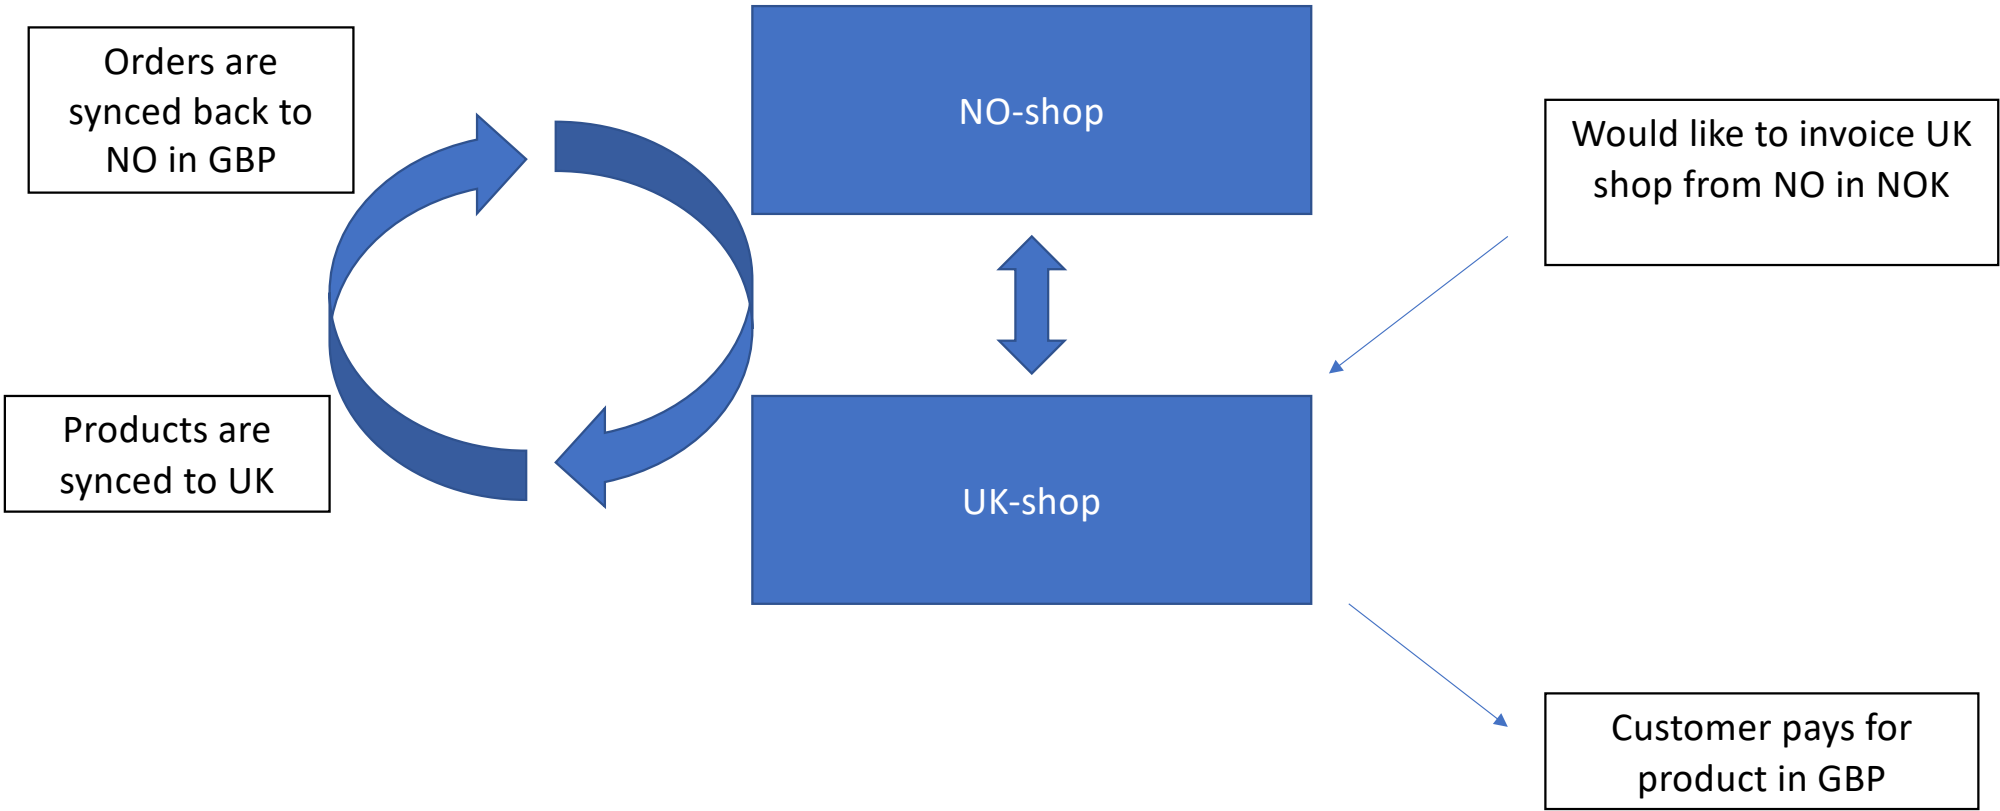 Orders are
synced back to
NO in GBP
NO-shop
Would like to invoice UK
shop from NO in NOK
Products are
synced to UK
UK-shop
Customer pays for
product in GBP